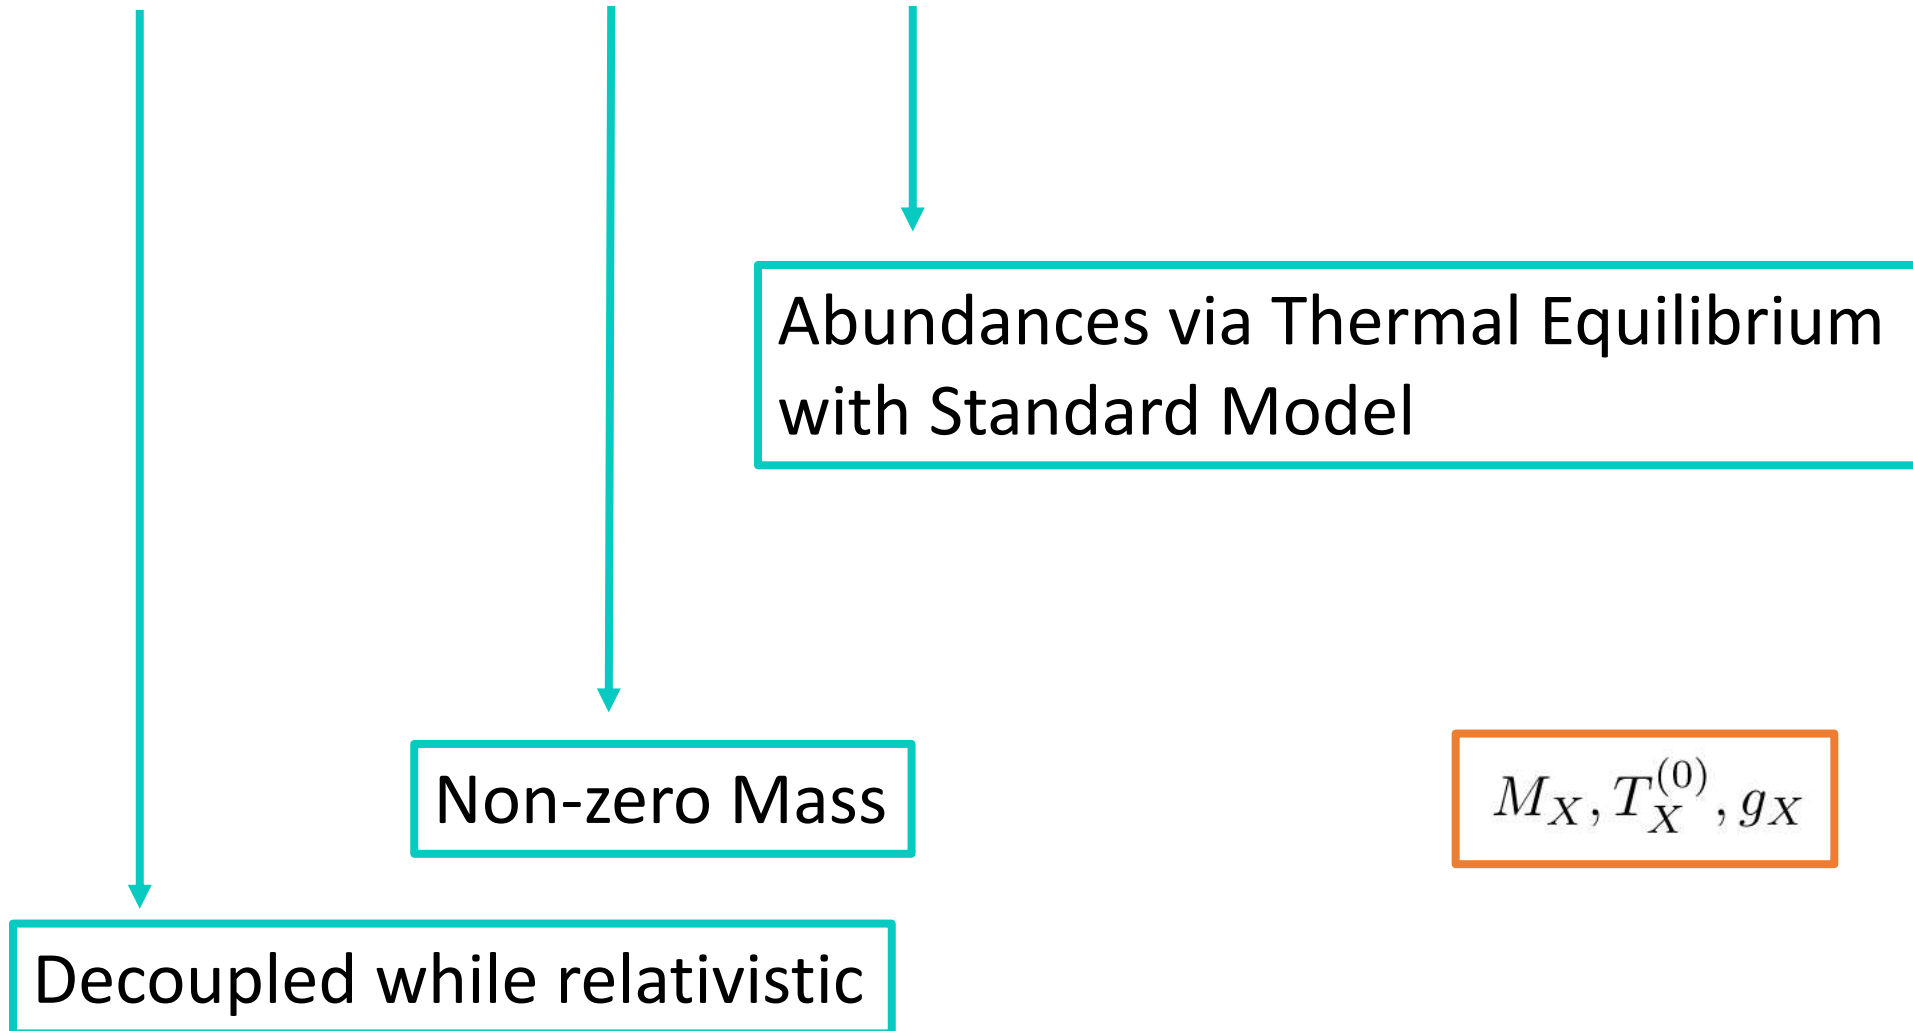 Abundances via Thermal Equilibrium
with Standard Model
Non-zero Mass
$M_X, T_X^{(0)}, g_X$
Decoupled while relativistic